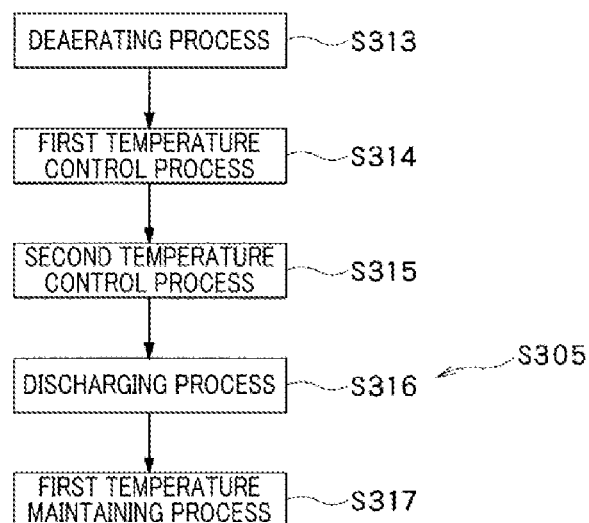 DEAERATING PROCESS
S313
FIRST TEMPERATURE
CONTROL PROCESS
S314
SECOND TEMPERATURE
CONTROL PROCESS
S315
S305
DISCHARGING PROCESS
S316
FIRST TEMPERATURE
MAINTAINING PROCESS
S317